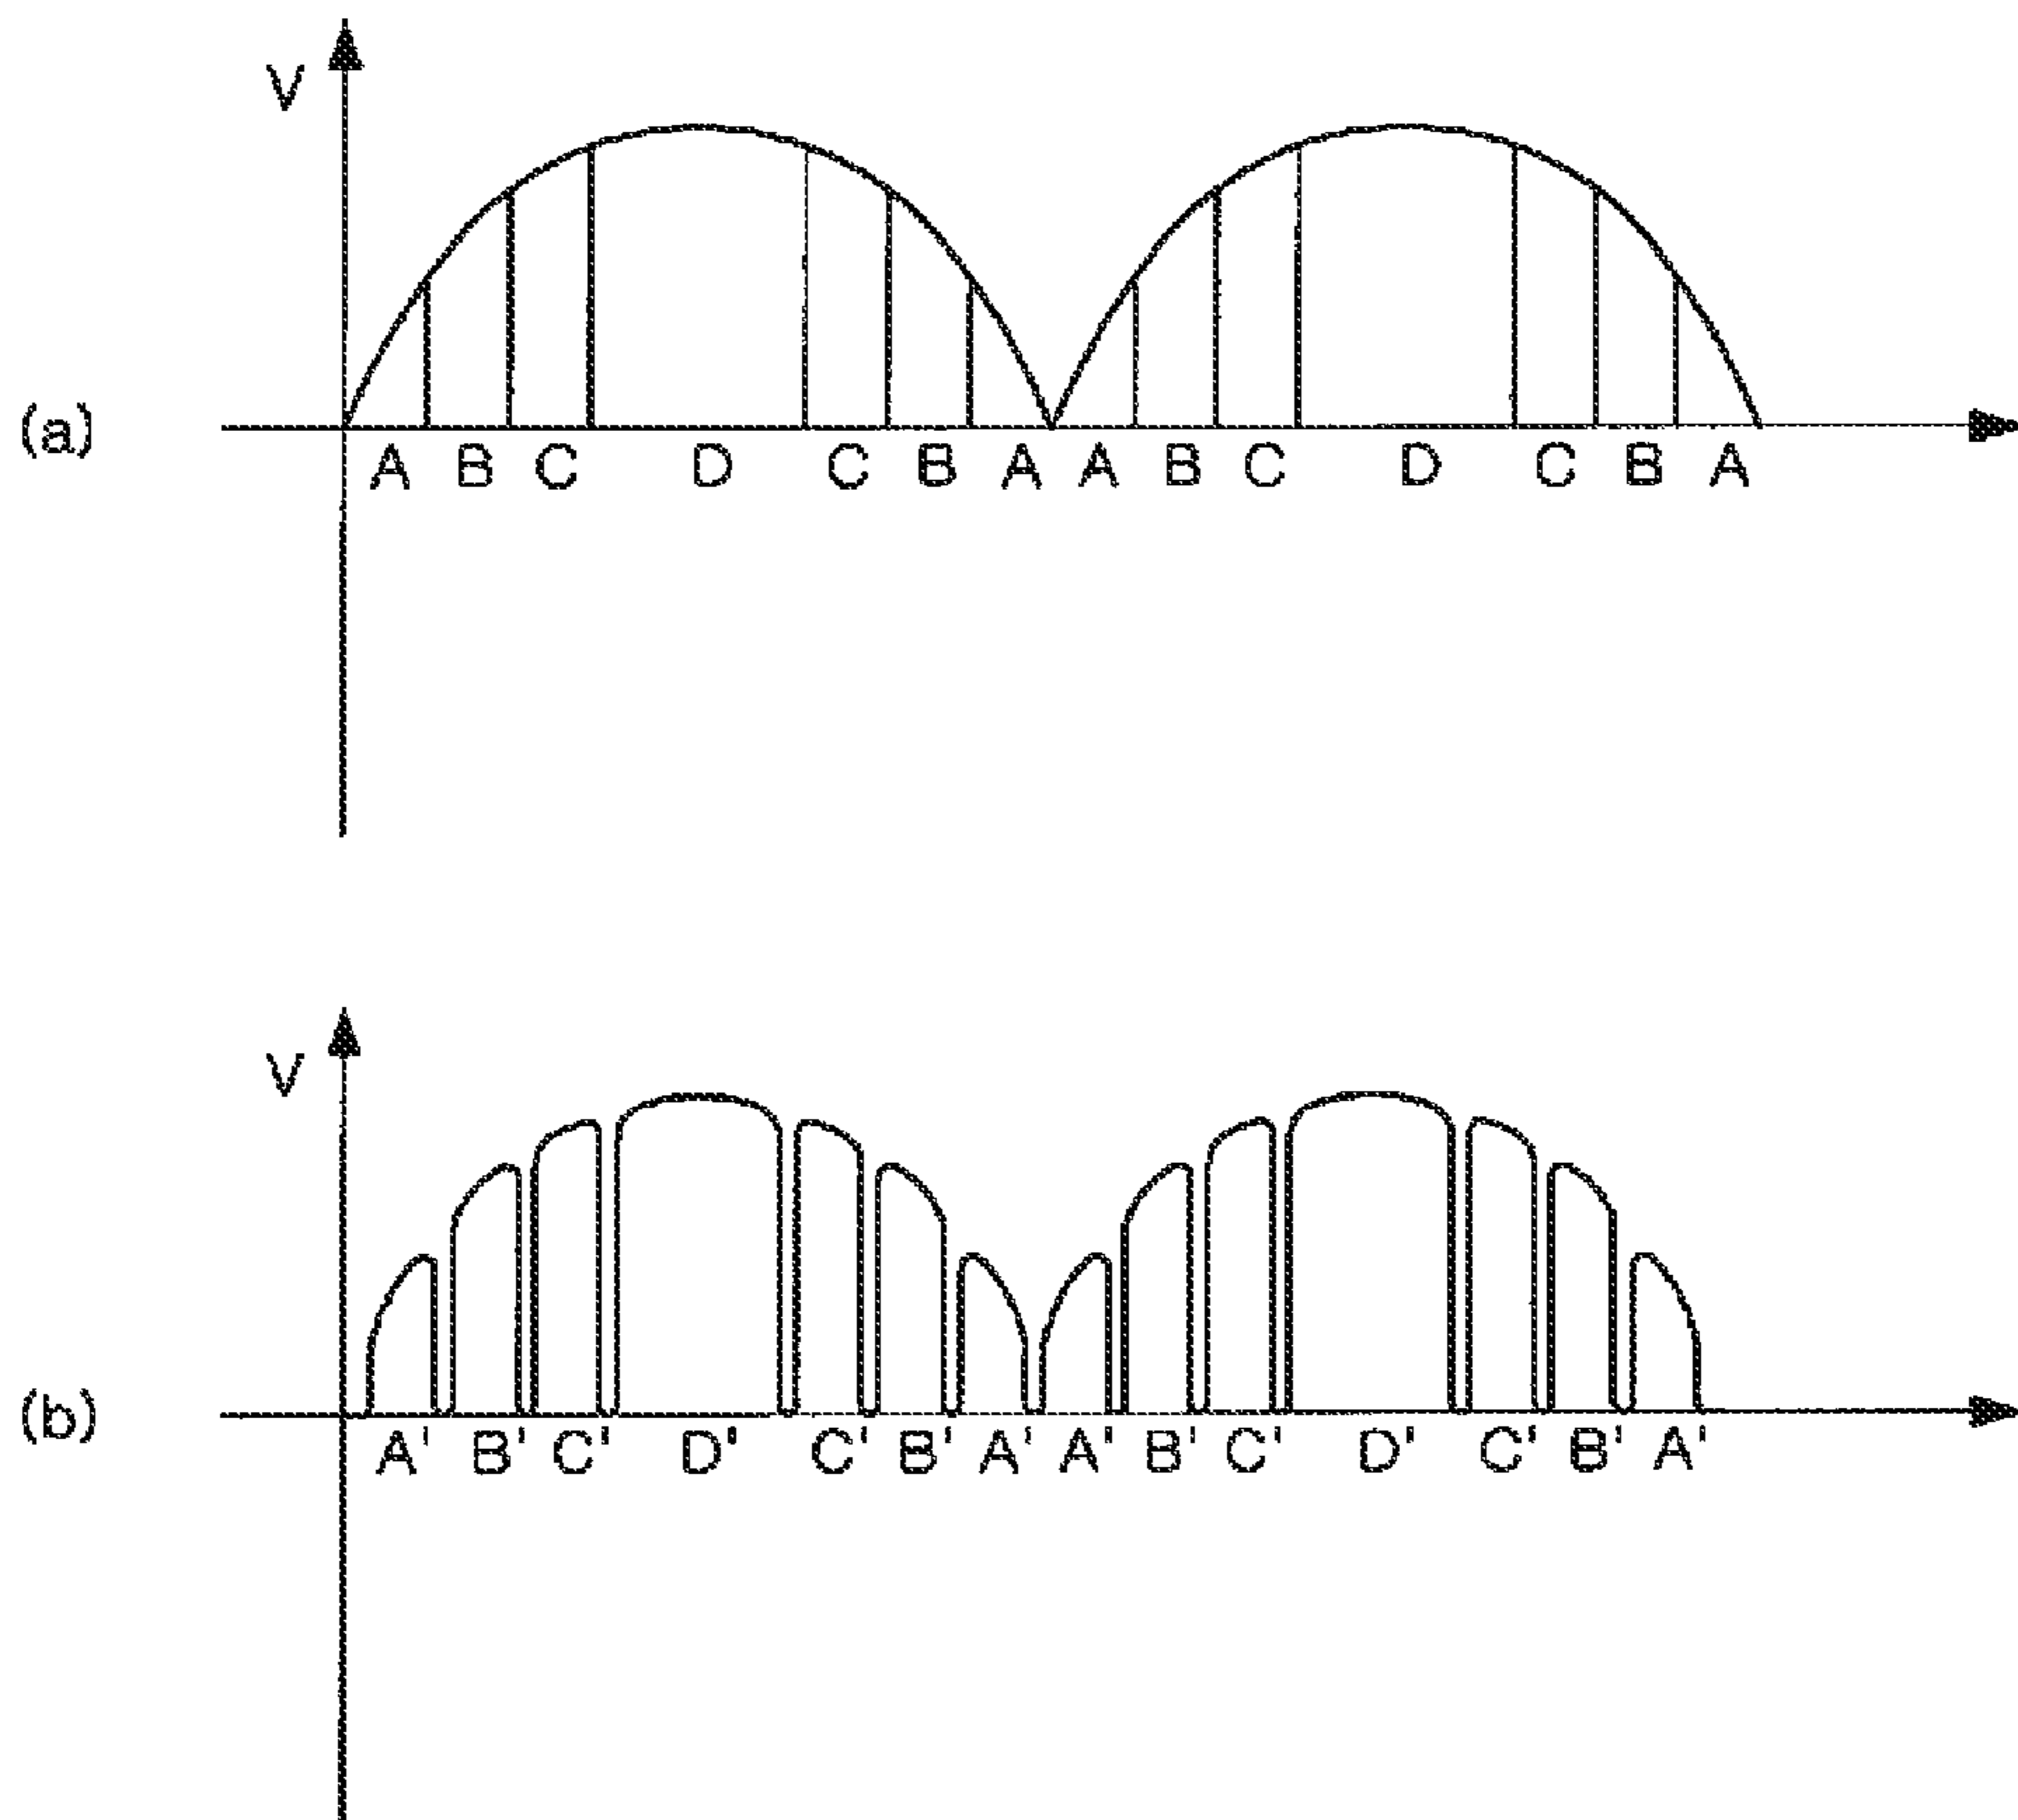 V
(a)
A B C D C B A A B C D C B A
V
(b)
A' B' C' D' C' B' A' A' B' C' D' C' B' A'